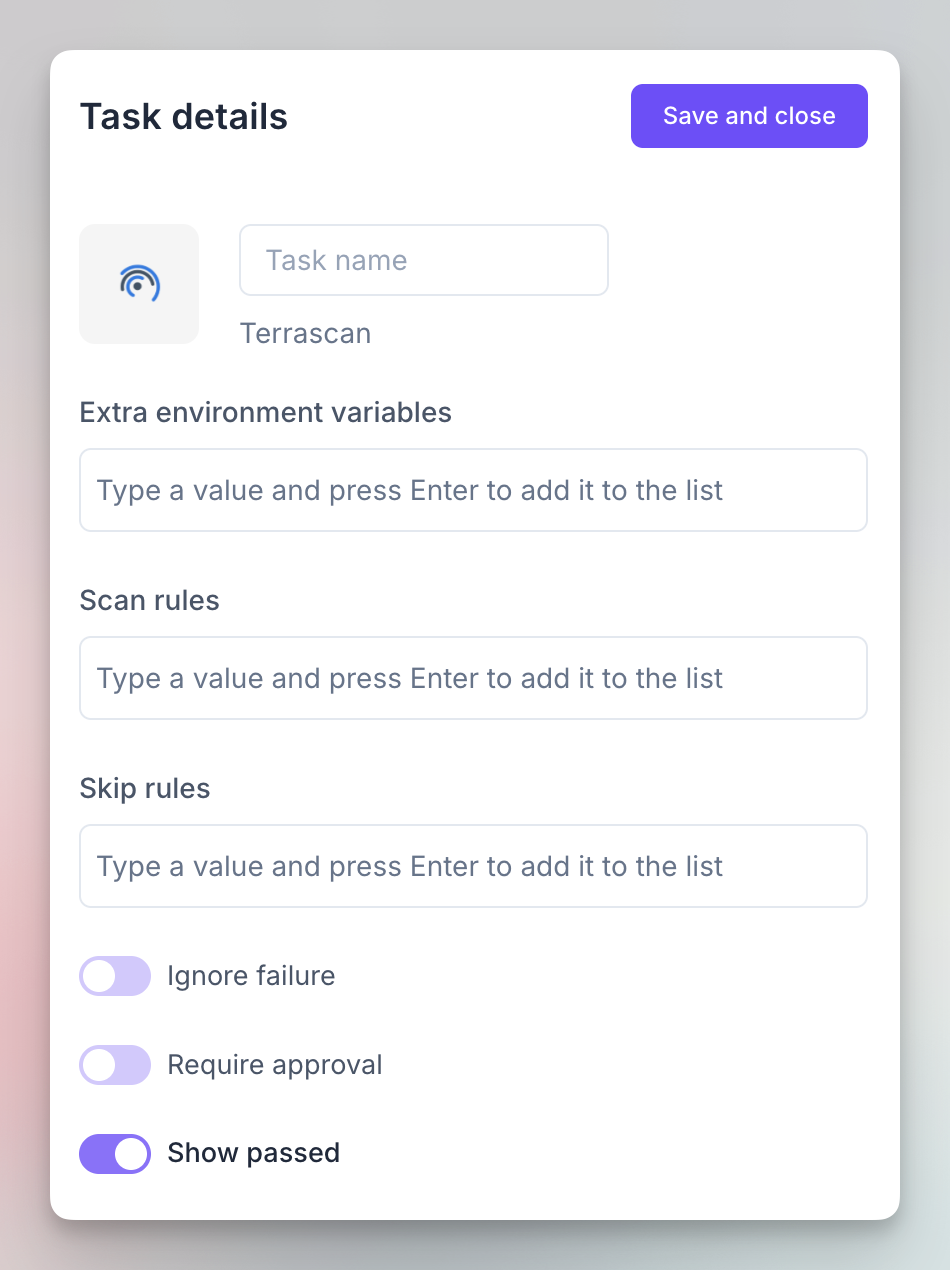 Task details
Save and close
Task name
Terrascan
Extra environment variables
Type a value and press Enter to add it to the list
Scan rules
Type a value and press Enter to add it to the list
Skip rules
Type a value and press Enter to add it to the list
Ignore failure
Require approval
Show passed